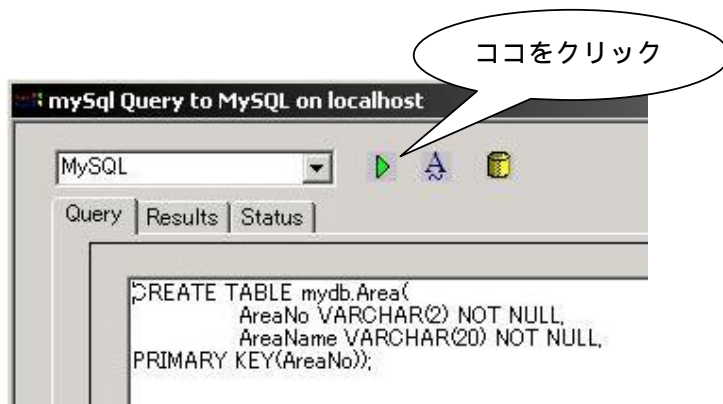 ココをクリック
mySql Query to MySQL on localhost
MySQL
A
Query Results Status
CREATE TABLE mydb.Area(
AreaNo VARCHAR(2) NOT NULL,
AreaName VARCHAR(20) NOT NULL,
PRIMARY KEY(AreaNo));